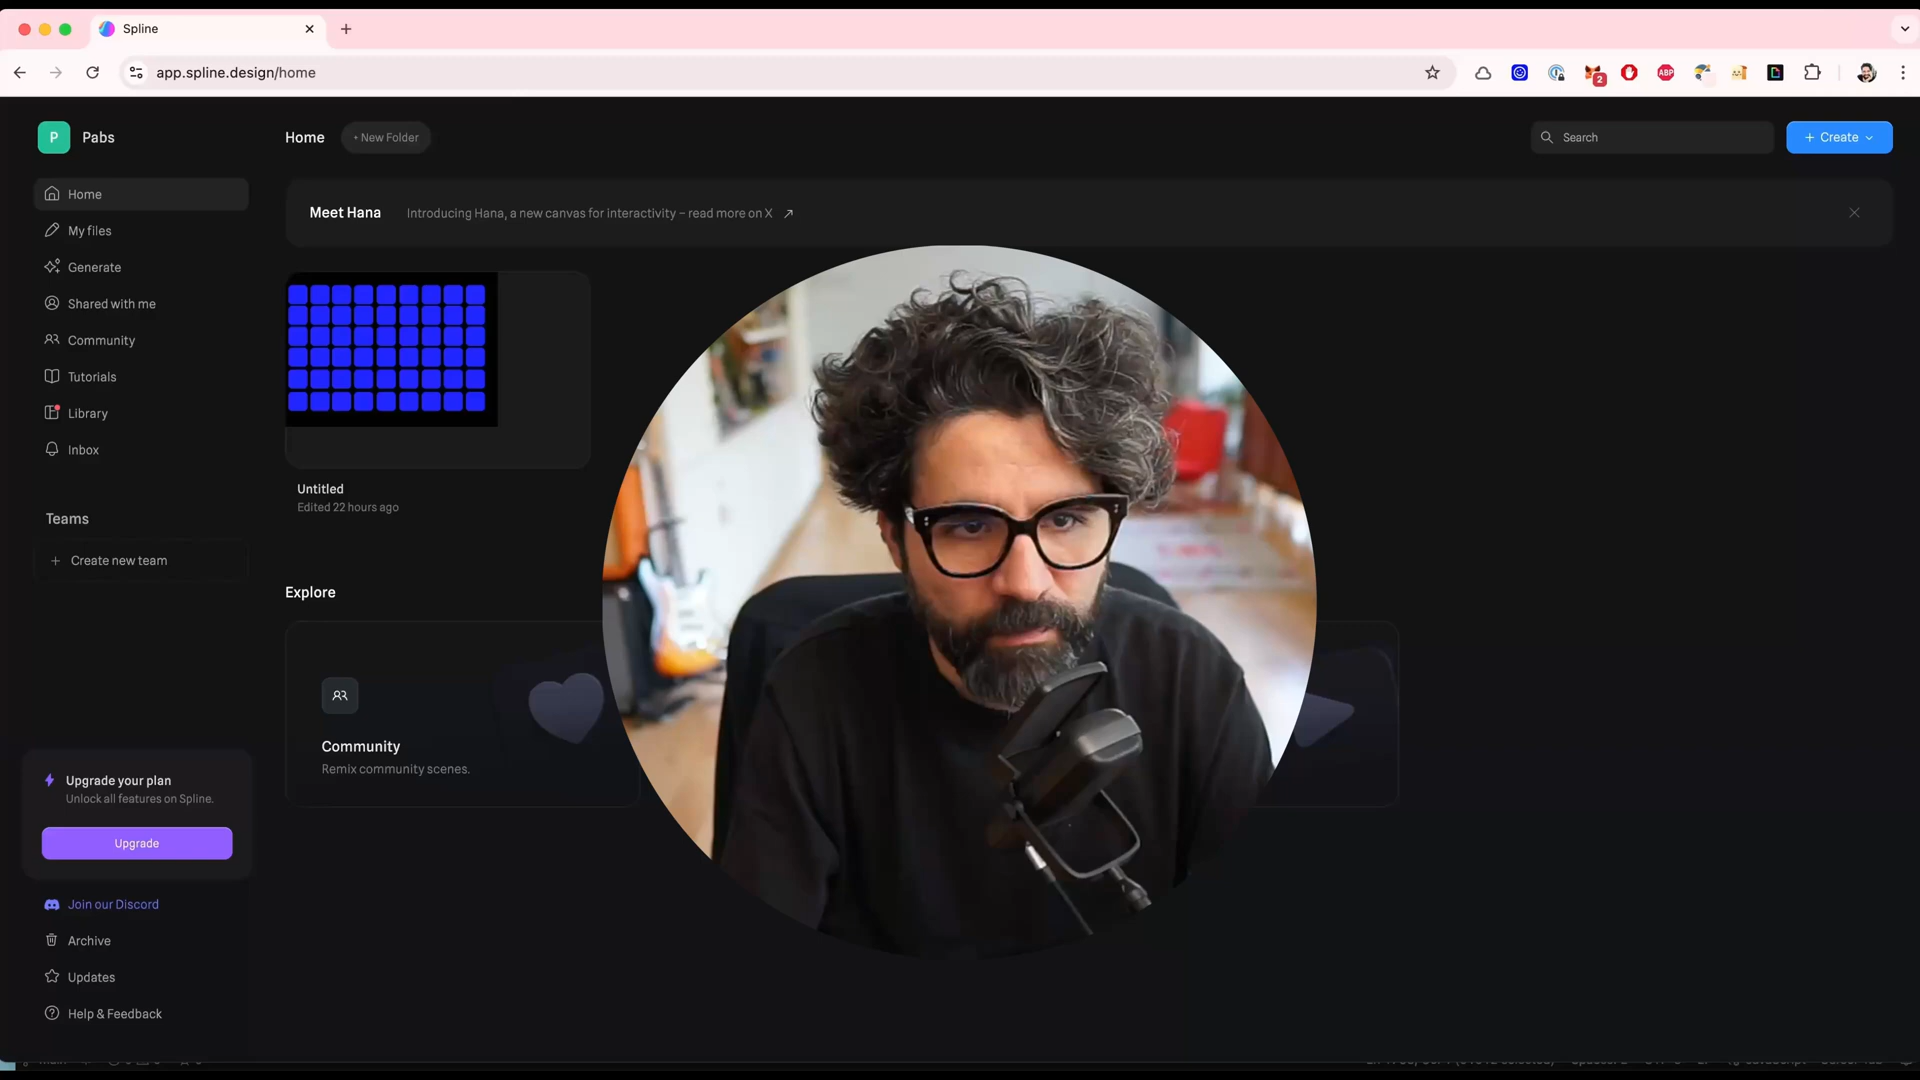 Spline
app.spline.design/home
2
ABP
P
Pabs
Home
+ New Folder
Search
+ Create
Home
My files
Generate
Shared with me
Community
Tutorials
Library
Inbox
Meet Hana
Introducing Hana, a new canvas for interactivity – read more on X
Untitled
Edited 22 hours ago
Teams
+ Create new team
Explore
Community
Remix community scenes.
Upgrade your plan
Unlock all features on Spline.
Upgrade
Join our Discord
Archive
Updates
Help & Feedback